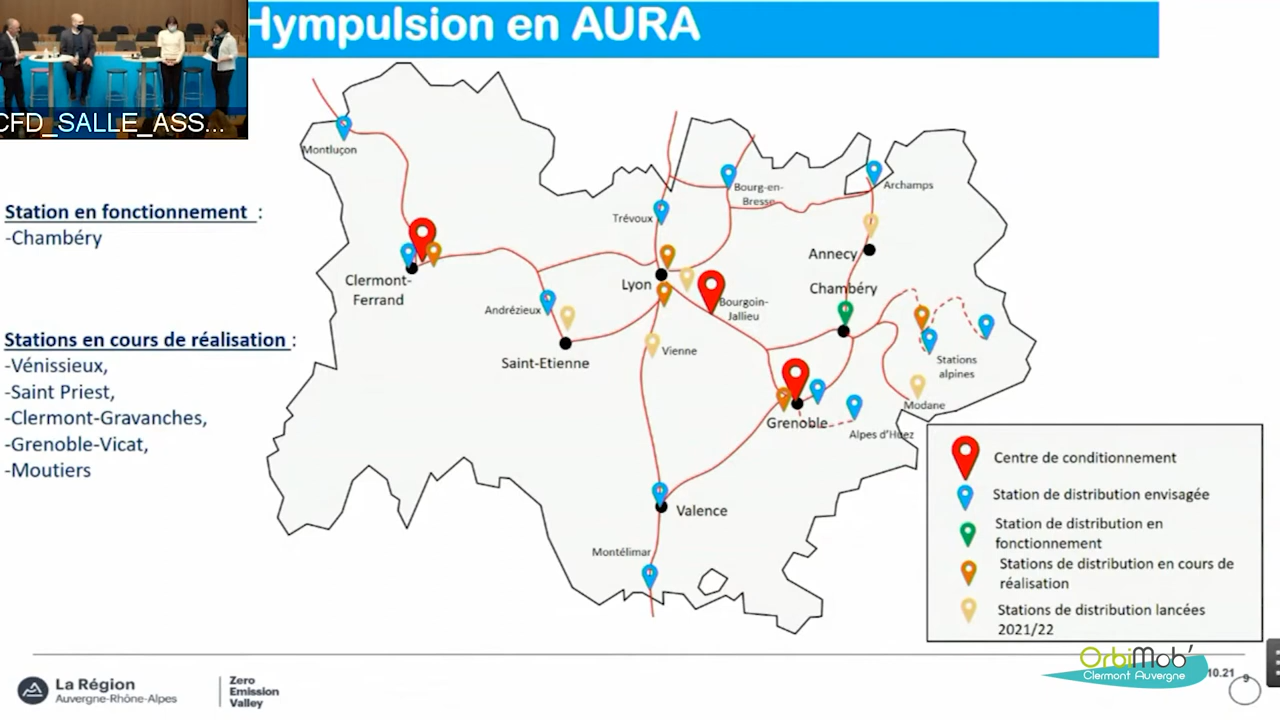 Hympulsion en AURA
CFD_SALLE_ASS...
Station en fonctionnement :
-Chambéry
Stations en cours de réalisation :
-Vénissieux,
-Saint Priest,
-Clermont-Gravanches,
-Grenoble-Vicat,
-Moutiers
Montluçon
Clermont-
Ferrand
Trévoux
Bourg-en-
Bresse
Archamps
Annecy
Lyon
Chambéry
Andrézieux
Bourgoin-
Jallieu
Saint-Etienne
Vienne
Stations
alpines
Modane
Grenoble
Alpes d'Huez
Valence
Montélimar
Centre de conditionnement
Station de distribution envisagée
Station de distribution en
fonctionnement
Stations de distribution en cours de
réalisation
Stations de distribution lancées
2021/22
La Région
Auvergne-Rhône-Alpes
Zero
Emission
Valley
OrbiMob'
Clermont Auvergne
10.21
9